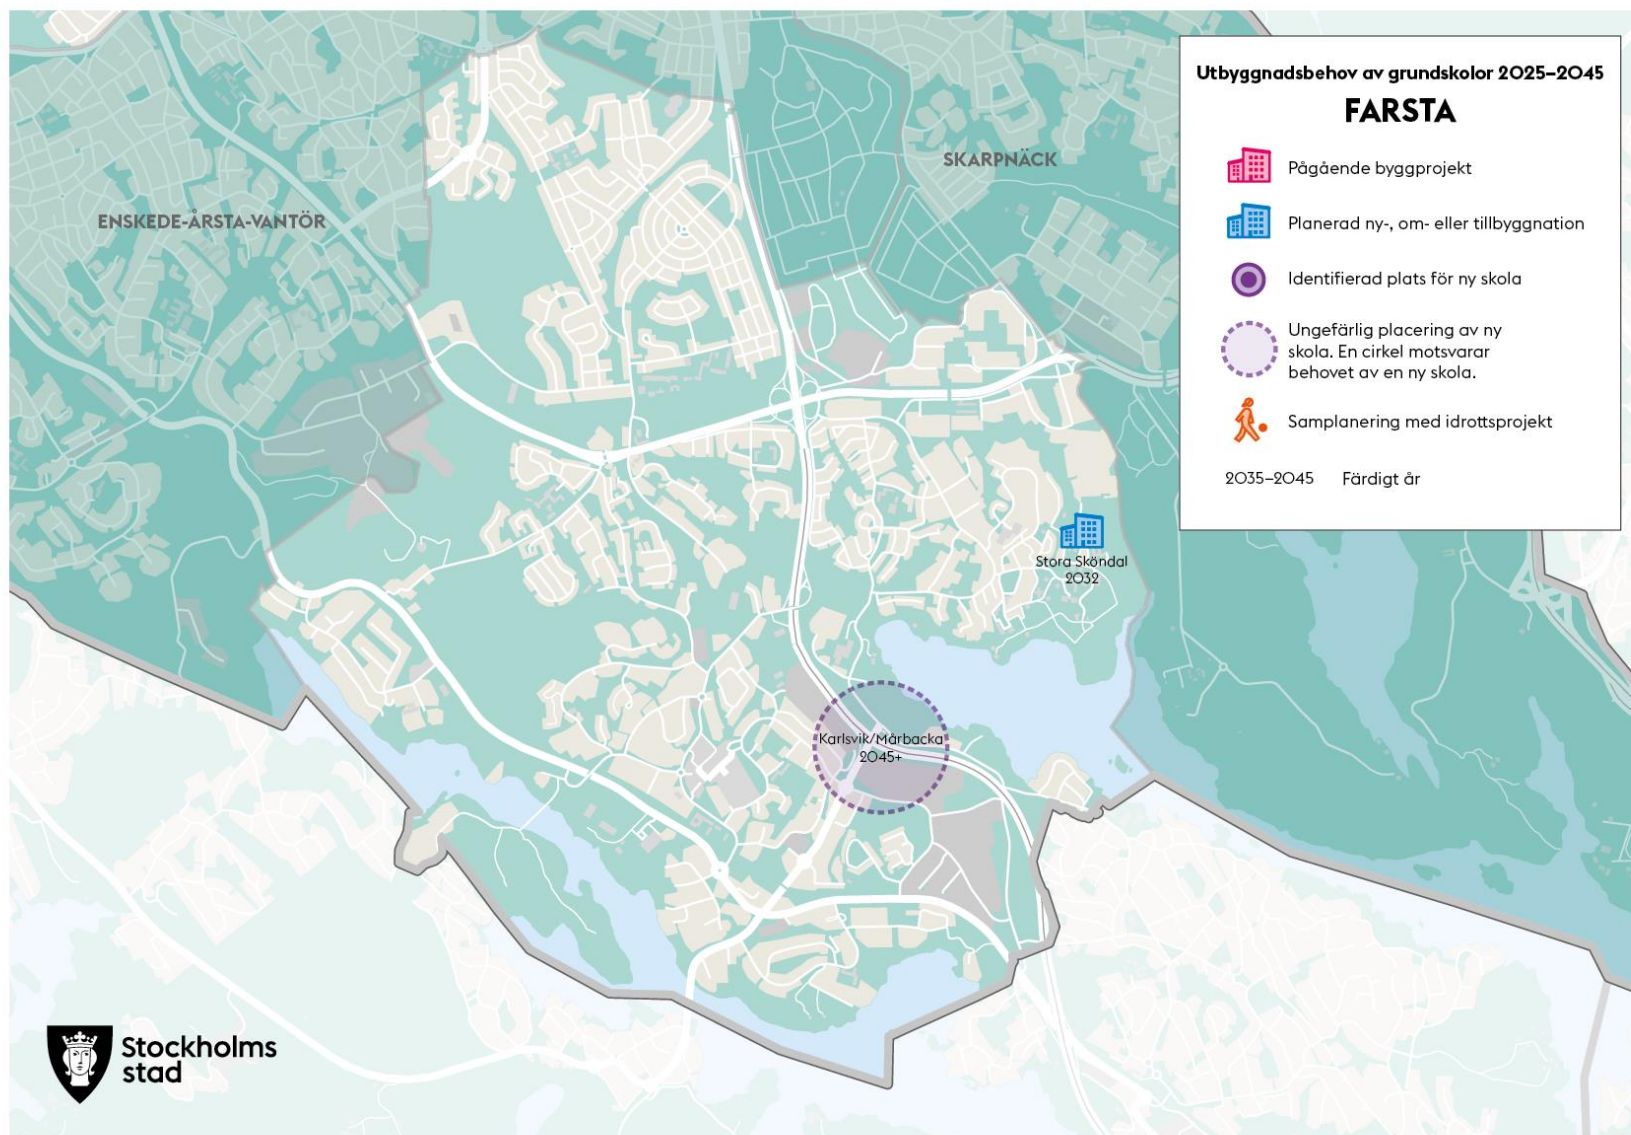 Utbyggnadsbehov av grundskolor 2025–2045
FARSTA
Pågående byggprojekt
Planerad ny-, om- eller tillbyggnation
Identifierad plats för ny skola
Ungefärlig placering av ny
skola. En cirkel motsvarar
behovet av en ny skola.
Samplanering med idrottsprojekt
2035–2045 Färdigt år
SKARPNÄCK
ENSKEDE-ÅRSTA-VANTÖR
Stora Sköndal
2032
Karlsvik/Mårbacka
2045+
Stockholms
stad